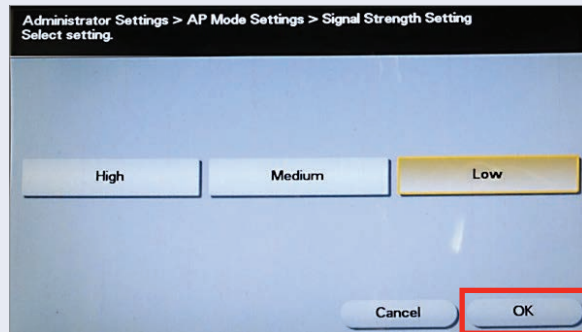 Administrator Settings > AP Mode Settings > Signal Strength Setting
Select setting.
High
Medium
Low
Cancel
OK